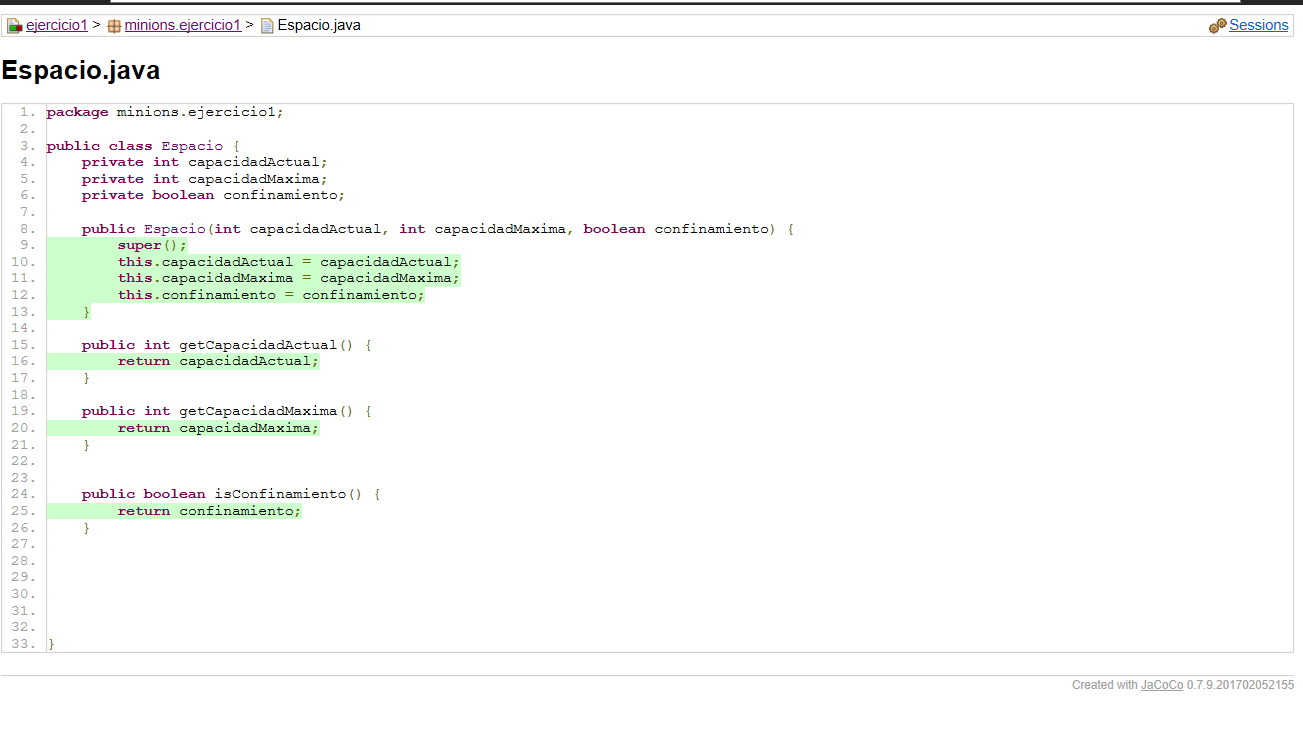 ejercicio1 > minions.ejercicio1 > Espacio.java Sessions
Espacio.java
1. package minions.ejercicio1;
2.
3. public class Espacio {
4.     private int capacidadActual;
5.     private int capacidadMaxima;
6.     private boolean confinamiento;
7.
8.     public Espacio(int capacidadActual, int capacidadMaxima, boolean confinamiento) {
9.         super();
10.         this.capacidadActual = capacidadActual;
11.         this.capacidadMaxima = capacidadMaxima;
12.         this.confinamiento = confinamiento;
13.     }
14.
15.     public int getCapacidadActual() {
16.         return capacidadActual;
17.     }
18.
19.     public int getCapacidadMaxima() {
20.         return capacidadMaxima;
21.     }
22.
23.
24.     public boolean isConfinamiento() {
25.         return confinamiento;
26.     }
27.
28.
29.
30.
31.
32.
33. }
Created with JaCoCo 0.7.9.201702052155